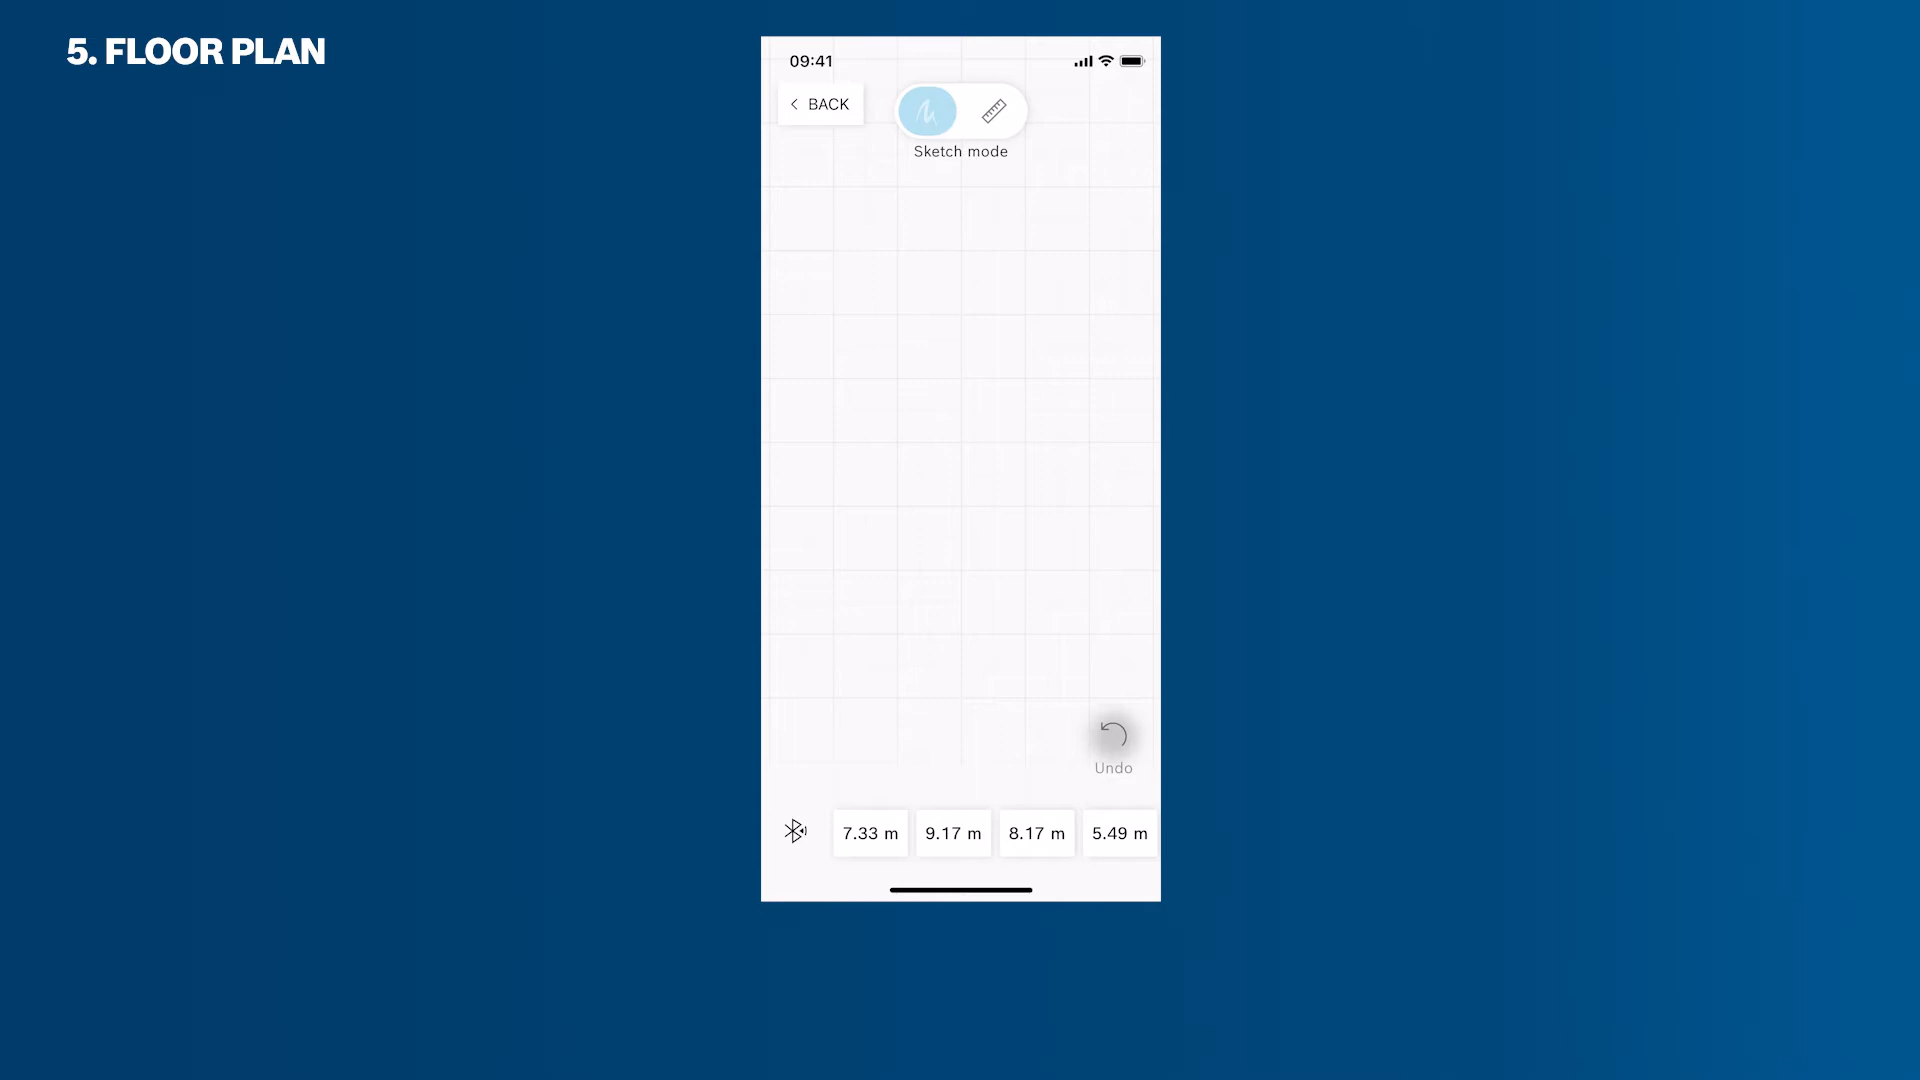 5. FLOOR PLAN
09:41
BACK
Sketch mode
Undo
7.33 m 9.17 m 8.17 m 5.49 m